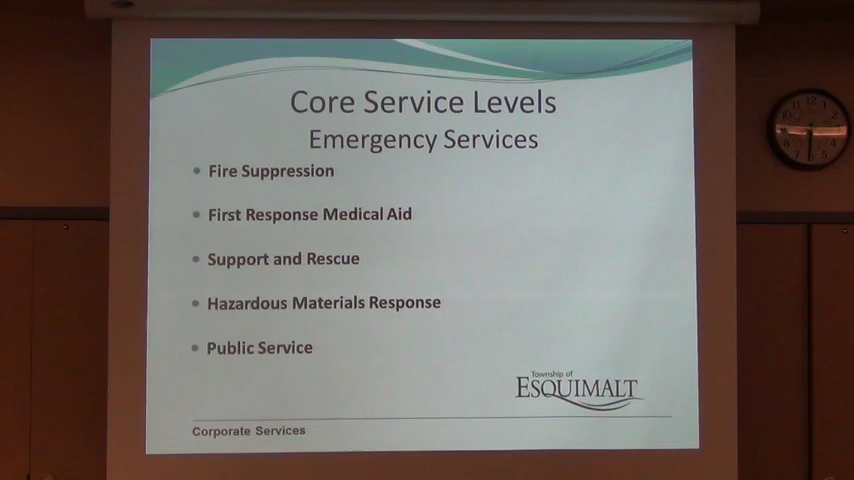 Core Service Levels
Emergency Services
Fire Suppression
First Response Medical Aid
Support and Rescue
Hazardous Materials Response
Public Service
Township of
ESQUIMALT
Corporate Services